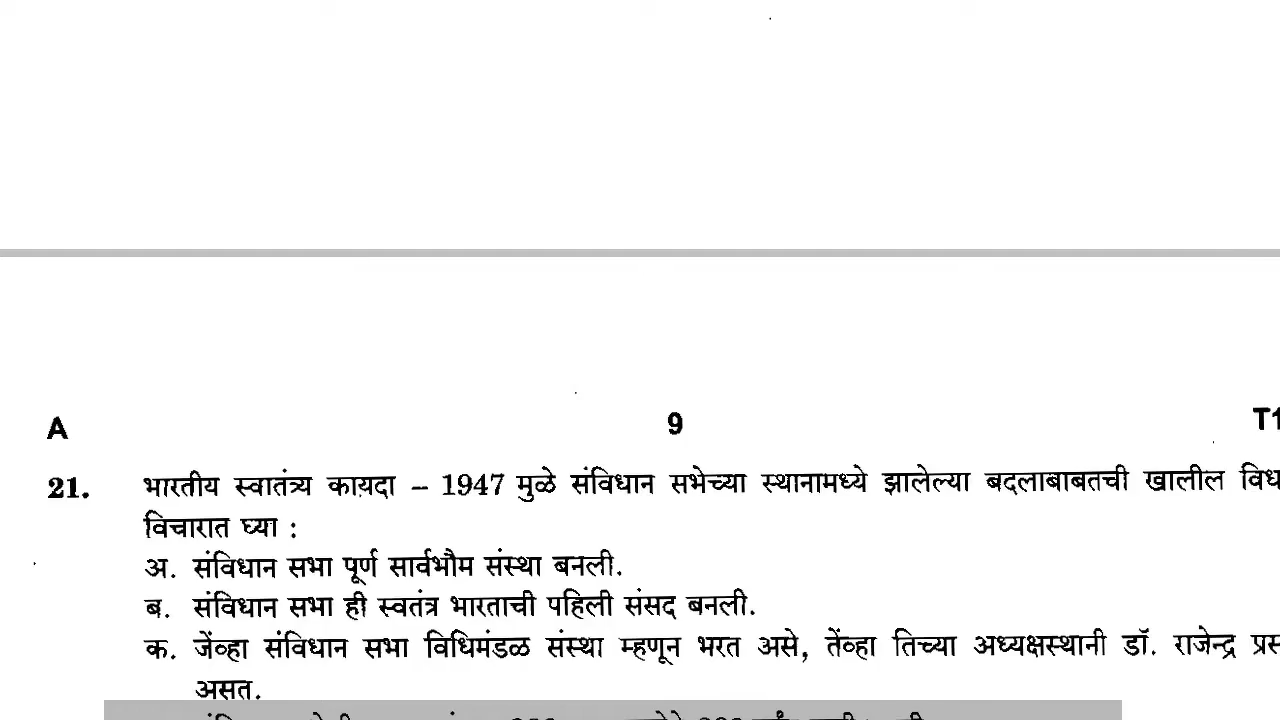 A 9 T1
21. भारतीय स्वातंत्र्य कायदा – 1947 मुळे संविधान सभेच्या स्थानामध्ये झालेल्या बदलाबाबतची खालील
विचारात घ्या :
अ. संविधान सभा पूर्ण सार्वभौम संस्था बनली.
ब. संविधान सभा ही स्वतंत्र भारताची पहिली संसद बनली.
क. जेंव्हा संविधान सभा विधिमंडळ संस्था म्हणून भरत असे, तेंव्हा तिच्या अध्यक्षस्थानी डॉ. राजेन्द्र
असत.